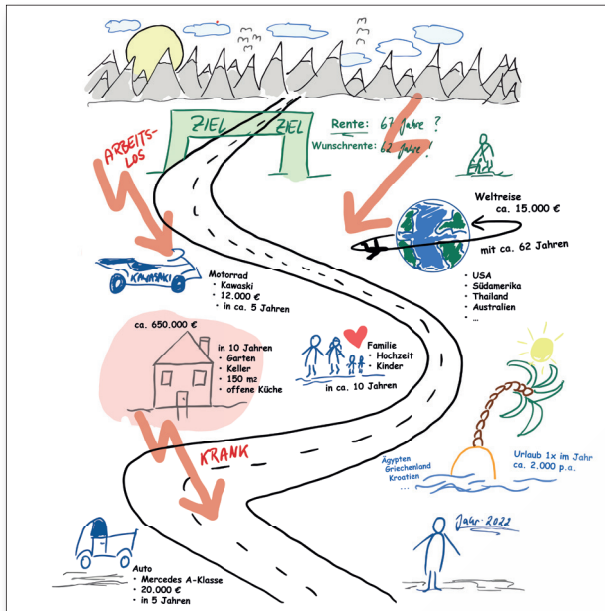 ZIEL ZIEL
Rente: 67 Jahre ?
Wunschrente: 62 Jahre !
ARBEITS-
LOS
Ende
Weltreise
ca. 15.000 €
mit ca. 62 Jahren
• USA
• Südamerika
• Thailand
• Australien
• ...
KAWASAKI
Motorrad
• Kawaski
• 12.000 €
• in ca. 5 Jahren
ca. 650.000 €
in 10 Jahren
• Garten
• Keller
• 150 m2
• offene Küche
Familie
• Hochzeit
• Kinder
in ca. 10 Jahren
KRANK
Ägypten
Griechenland
Kroatien
...
Urlaub 1x im Jahr
ca. 2.000 p.a.
Jahr 2022
Auto
• Mercedes A-Klasse
• 20.000 €
• in 5 Jahren